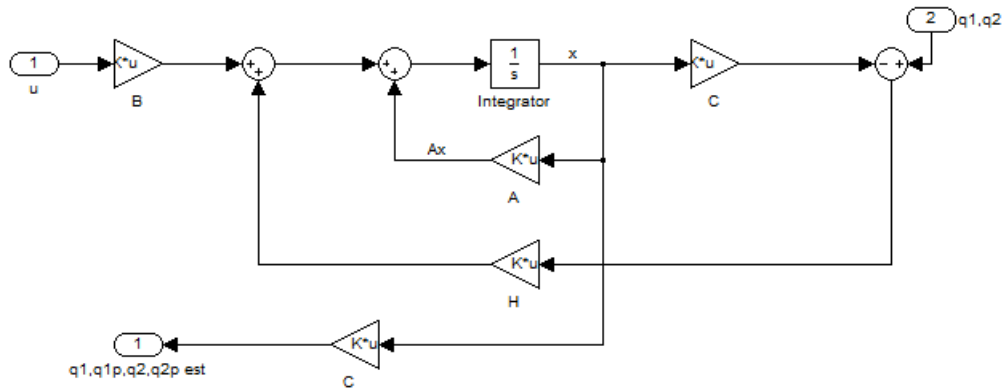 2
q1,q2
1
u
K*u
B
+
+
+
+
1
s
Integrator
x
K*u
C
-
+
Ax
K*u
A
K*u
H
1
q1,q1p,q2,q2p est
K*u
C